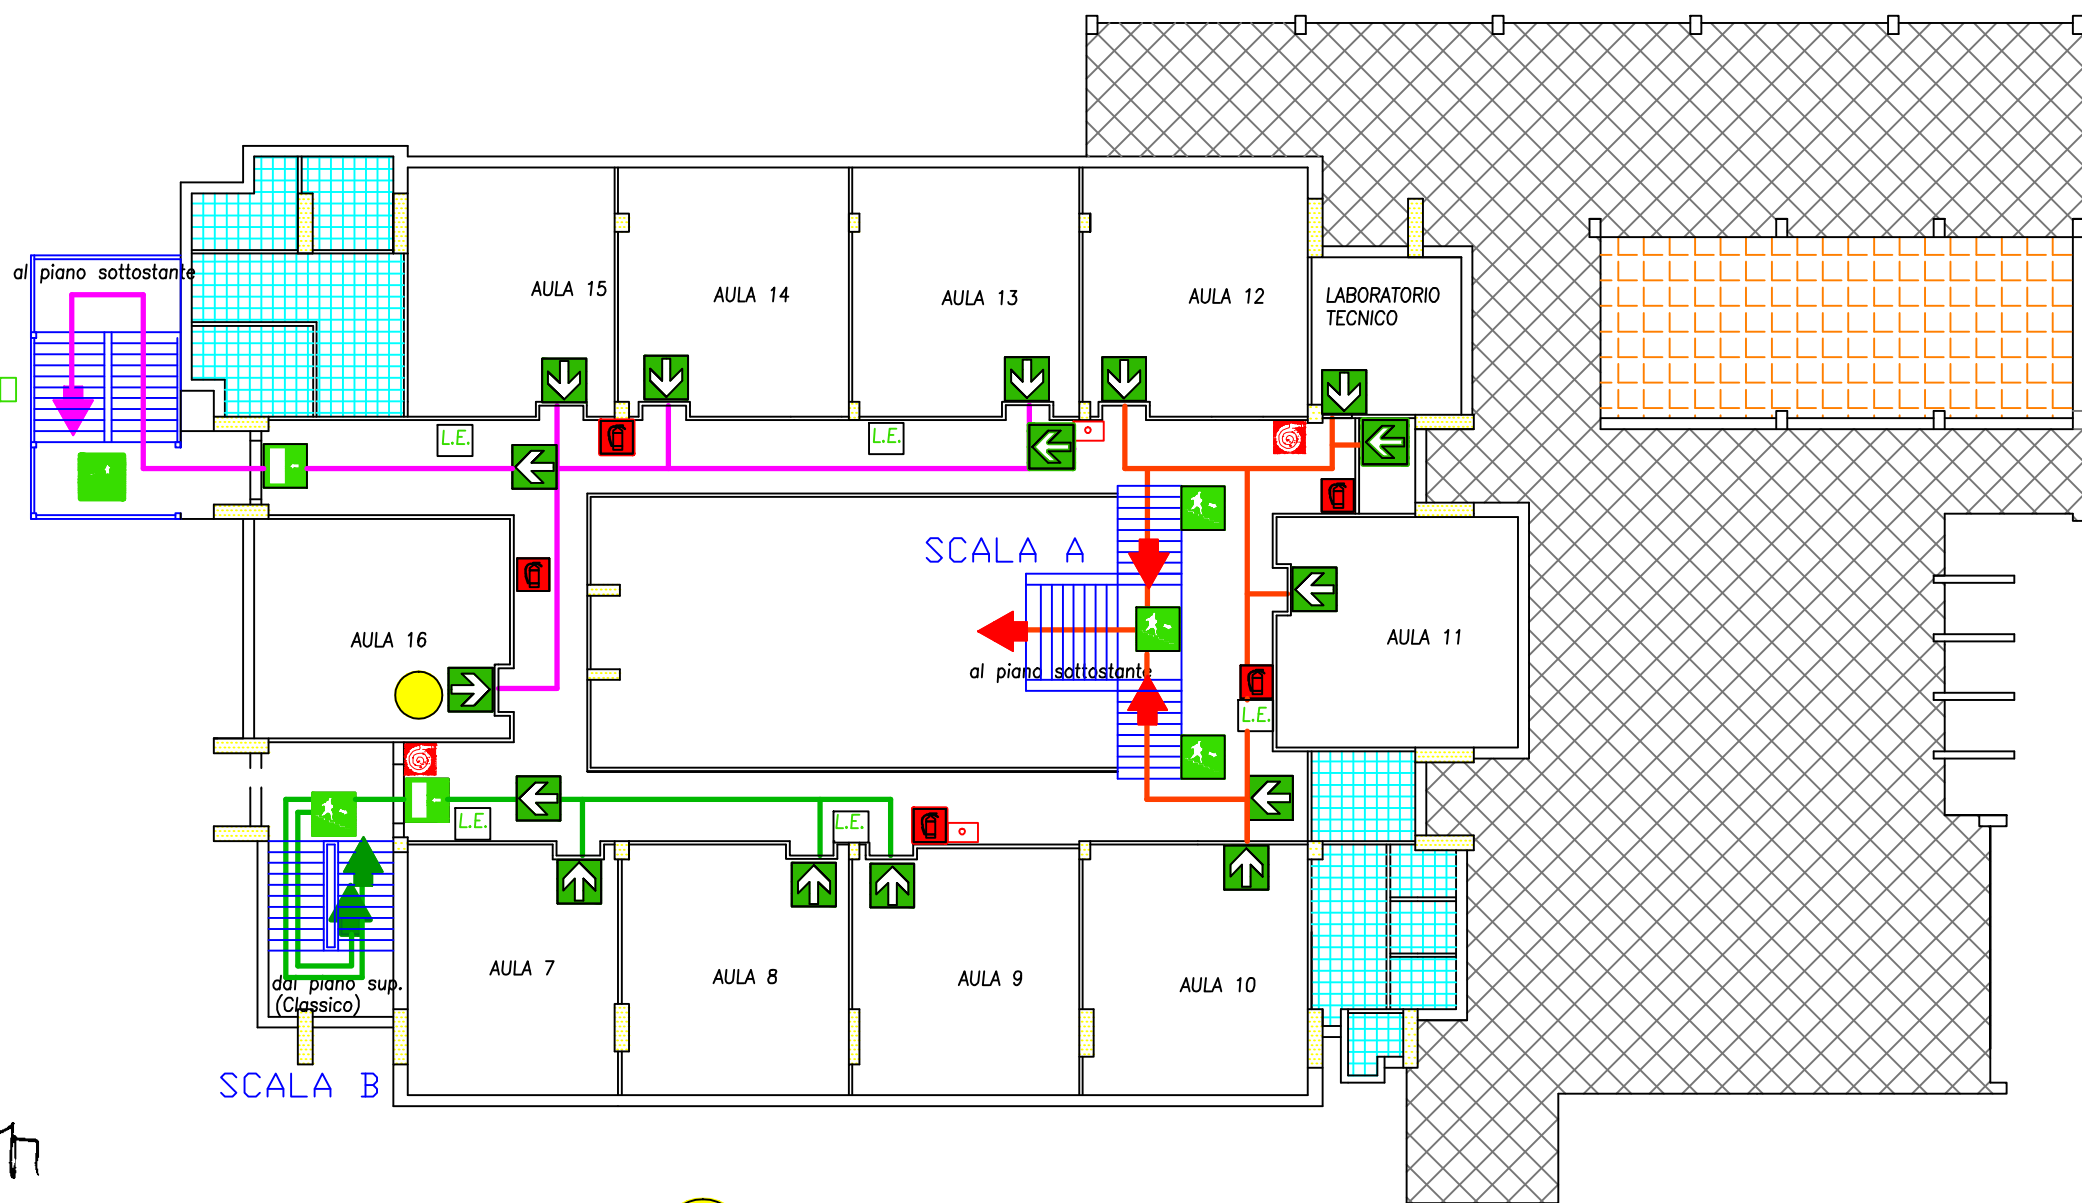 al piano sottostante
AULA 15
AULA 14
AULA 13
AULA 12
LABORATORIO
TECNICO
L.E.
L.E.
SCALA A
AULA 16
AULA 11
al piano sottostante
L.E.
L.E.
L.E.
AULA 7
AULA 8
AULA 9
AULA 10
dal piano sup.
(Classico)
SCALA B